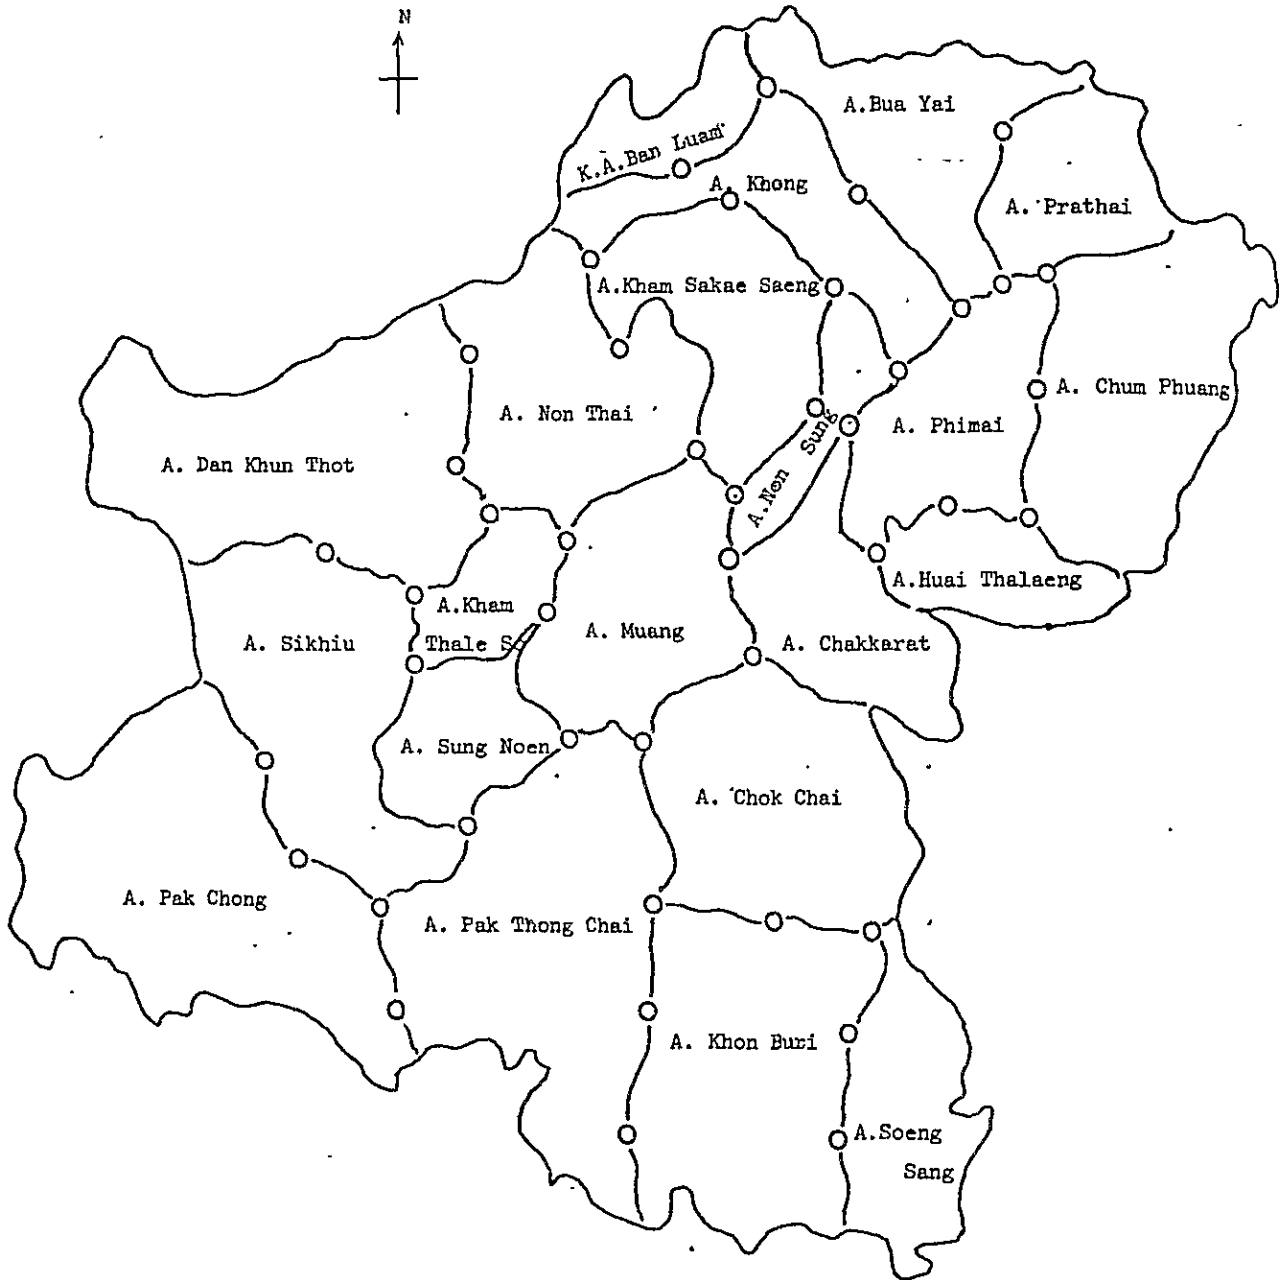 N
A.Bua Yai
K.A.Ban Luam
A. Khong
A. Prathai
A.Kham Sakae Saeng
A. Chum Phuang
A. Non Thai
A. Phimai
A.Non Sung
A. Dan Khun Thot
A.Huai Thalaeng
A.Kham
Thale So
A. Sikhiu
A. Muang
A. Chakkarat
A. Sung Noen
A. Chok Chai
A. Pak Chong
A. Pak Thong Chai
A. Khon Buri
A.Soeng
Sang